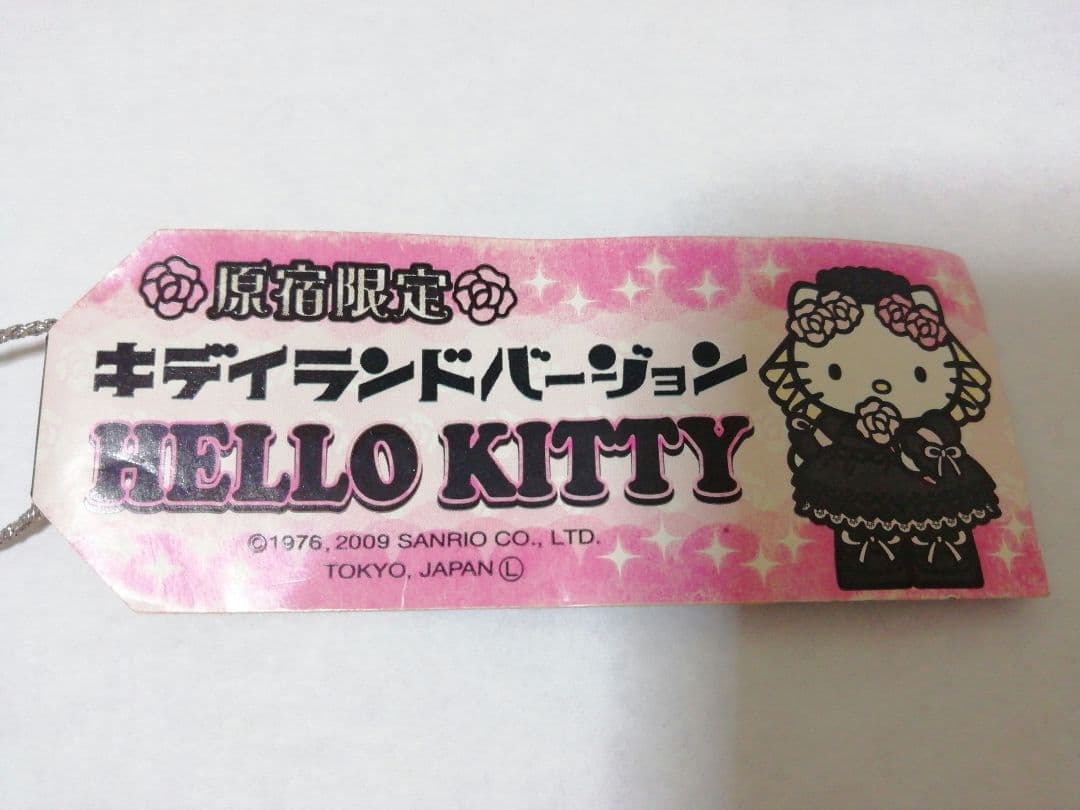 原宿限定
キデイランドバージョン
HELLO KITTY
©1976, 2009 SANRIO CO., LTD.
TOKYO, JAPAN Ⓛ